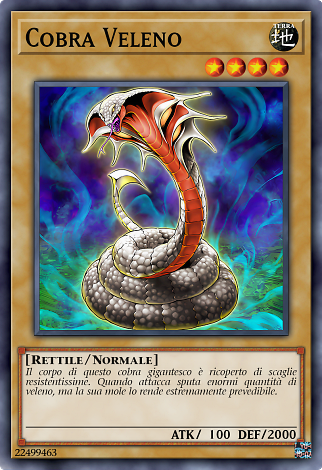 COBRA VELENO
TERRA
地
[RETTILE/NORMALE]
Il corpo di questo cobra gigantesco è ricoperto di scaglie
resistentissime. Quando attacca sputa enormi quantità di
veleno, ma la sua mole lo rende estremamente prevedibile.
ATK/ 100 DEF/2000
22499463